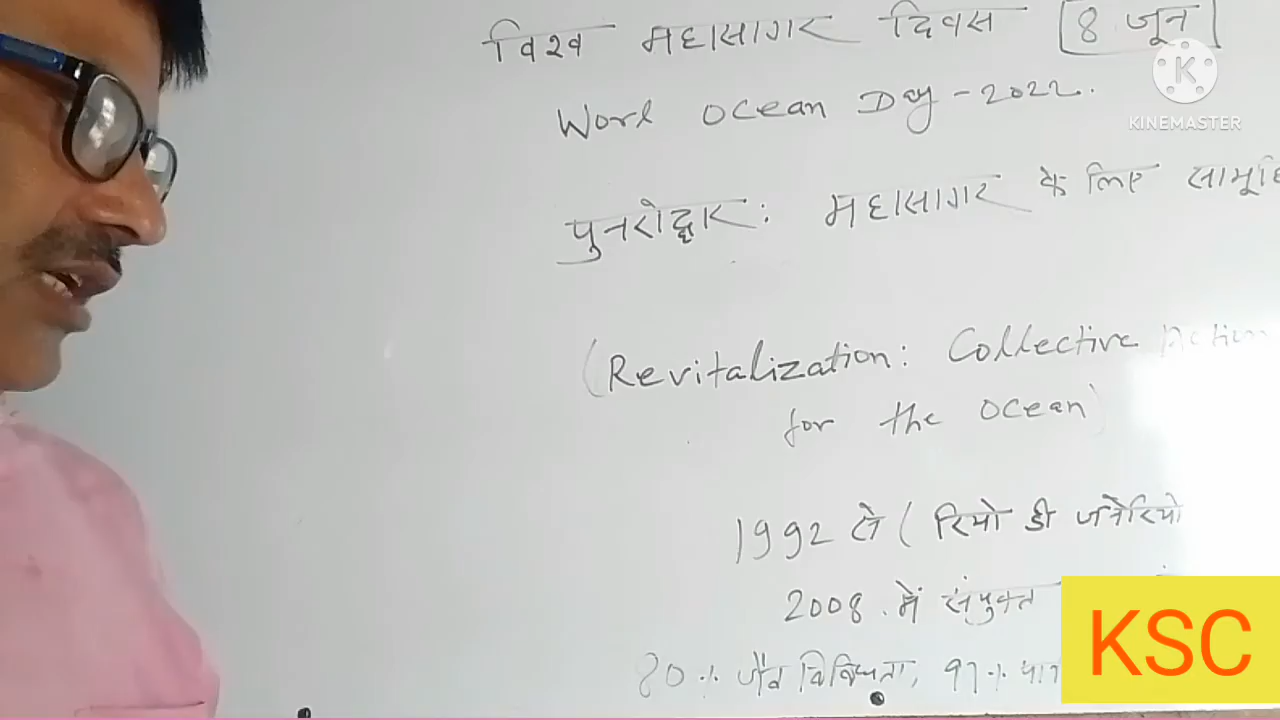 विश्व महासागर दिवस 8 जून
Worl Ocean Day - 2022.
पुनरोद्धार : महासागर के लिए सामूहि
(Revitalization: Collective Action
for the Ocean)
1992 से ( रियो डी जनेरियो
2008 में संयुक्त
80% जैव विविधता, 97%
K
KINEMASTER
KSC